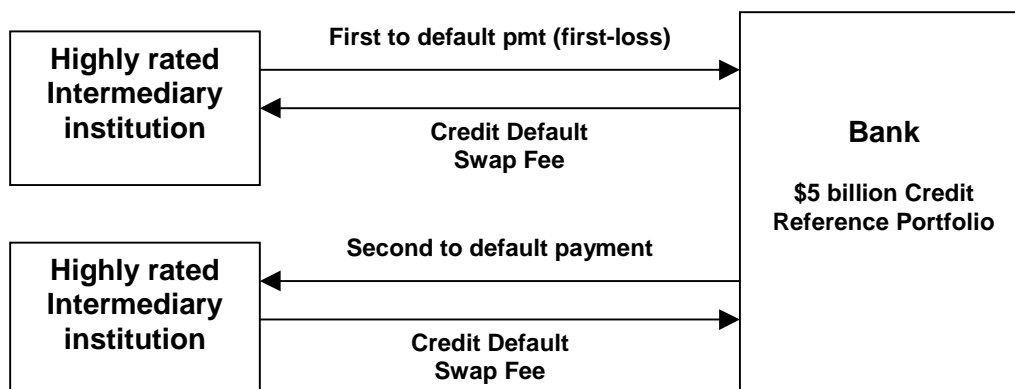 Highly rated
Intermediary
institution
First to default pmt (first-loss)
Credit Default
Swap Fee
Bank
$5 billion Credit
Reference Portfolio
Highly rated
Intermediary
institution
Second to default payment
Credit Default
Swap Fee